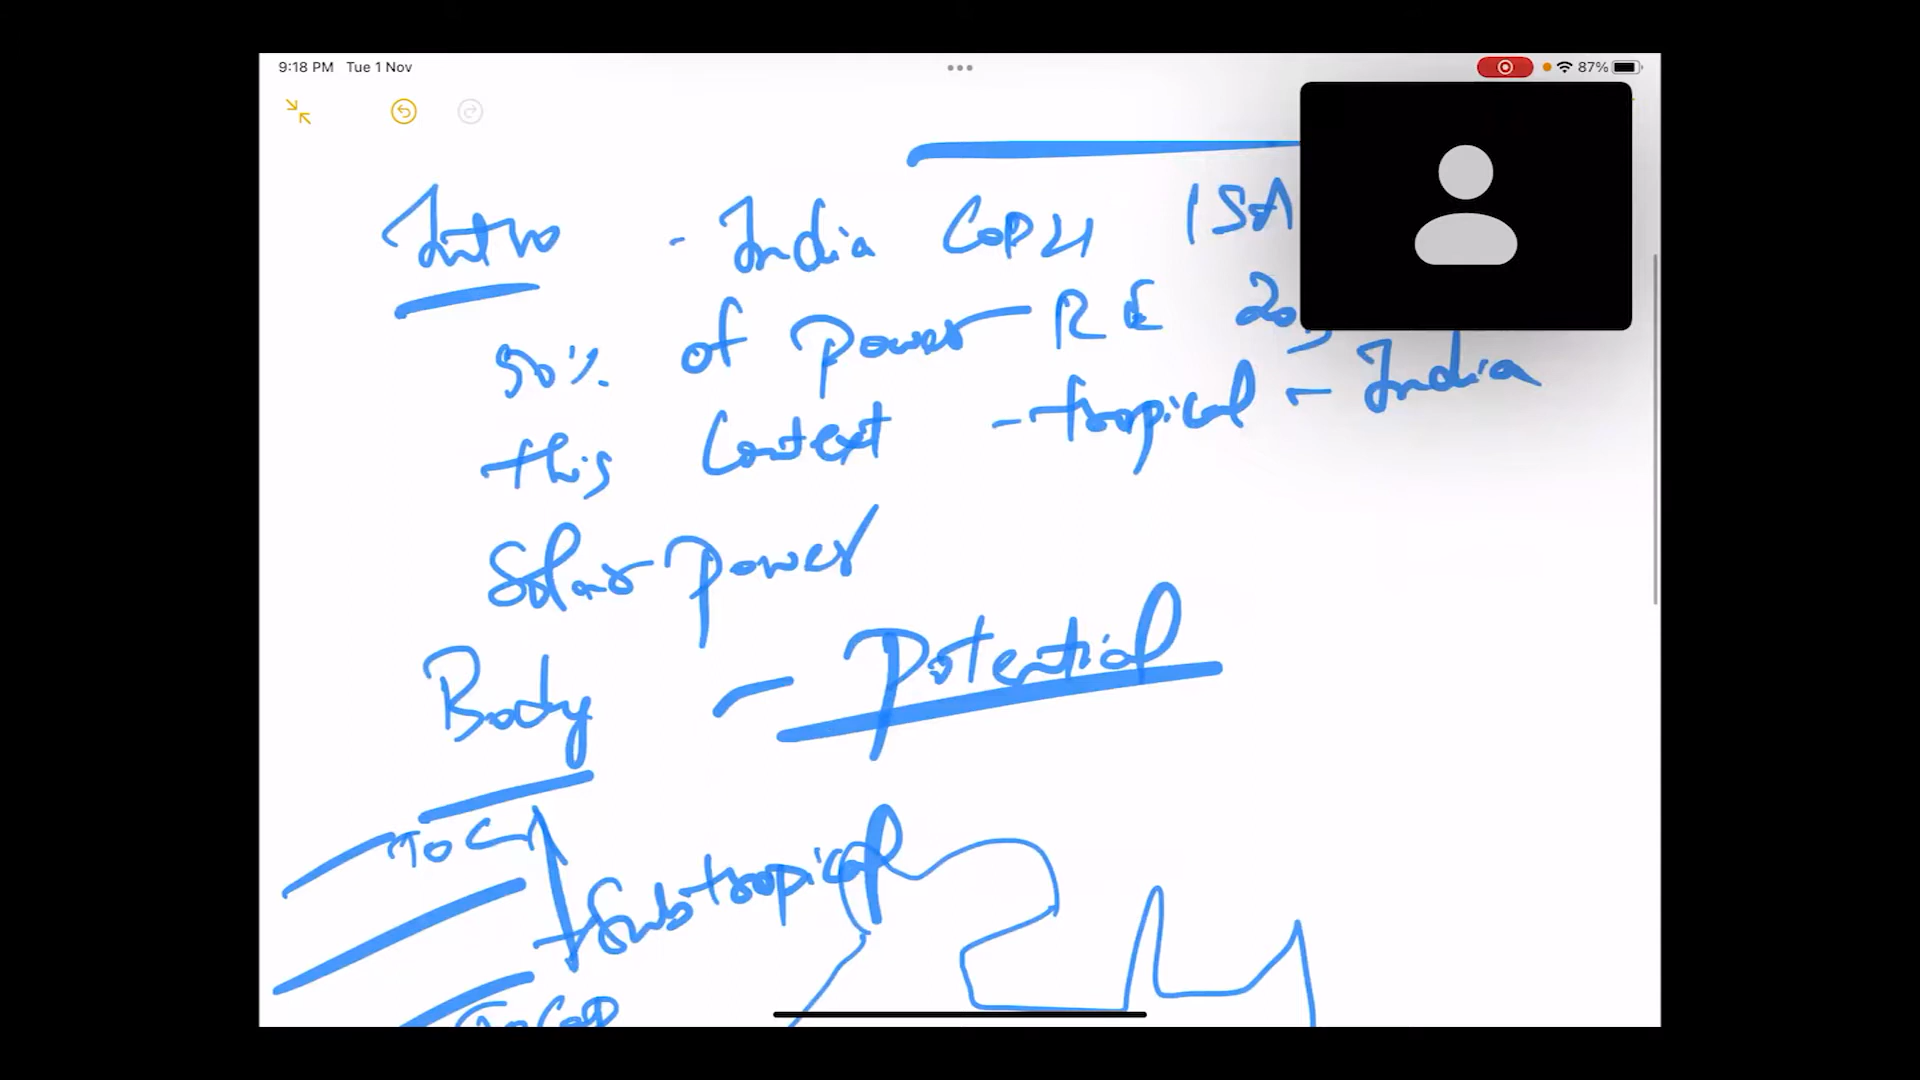 9:18 PM Tue 1 Nov
87%
Intro - India COP21 ISA
50% of Power - RE
this Context - tropical - India
Solar Power
Body - Potential
ToC
Subtropical